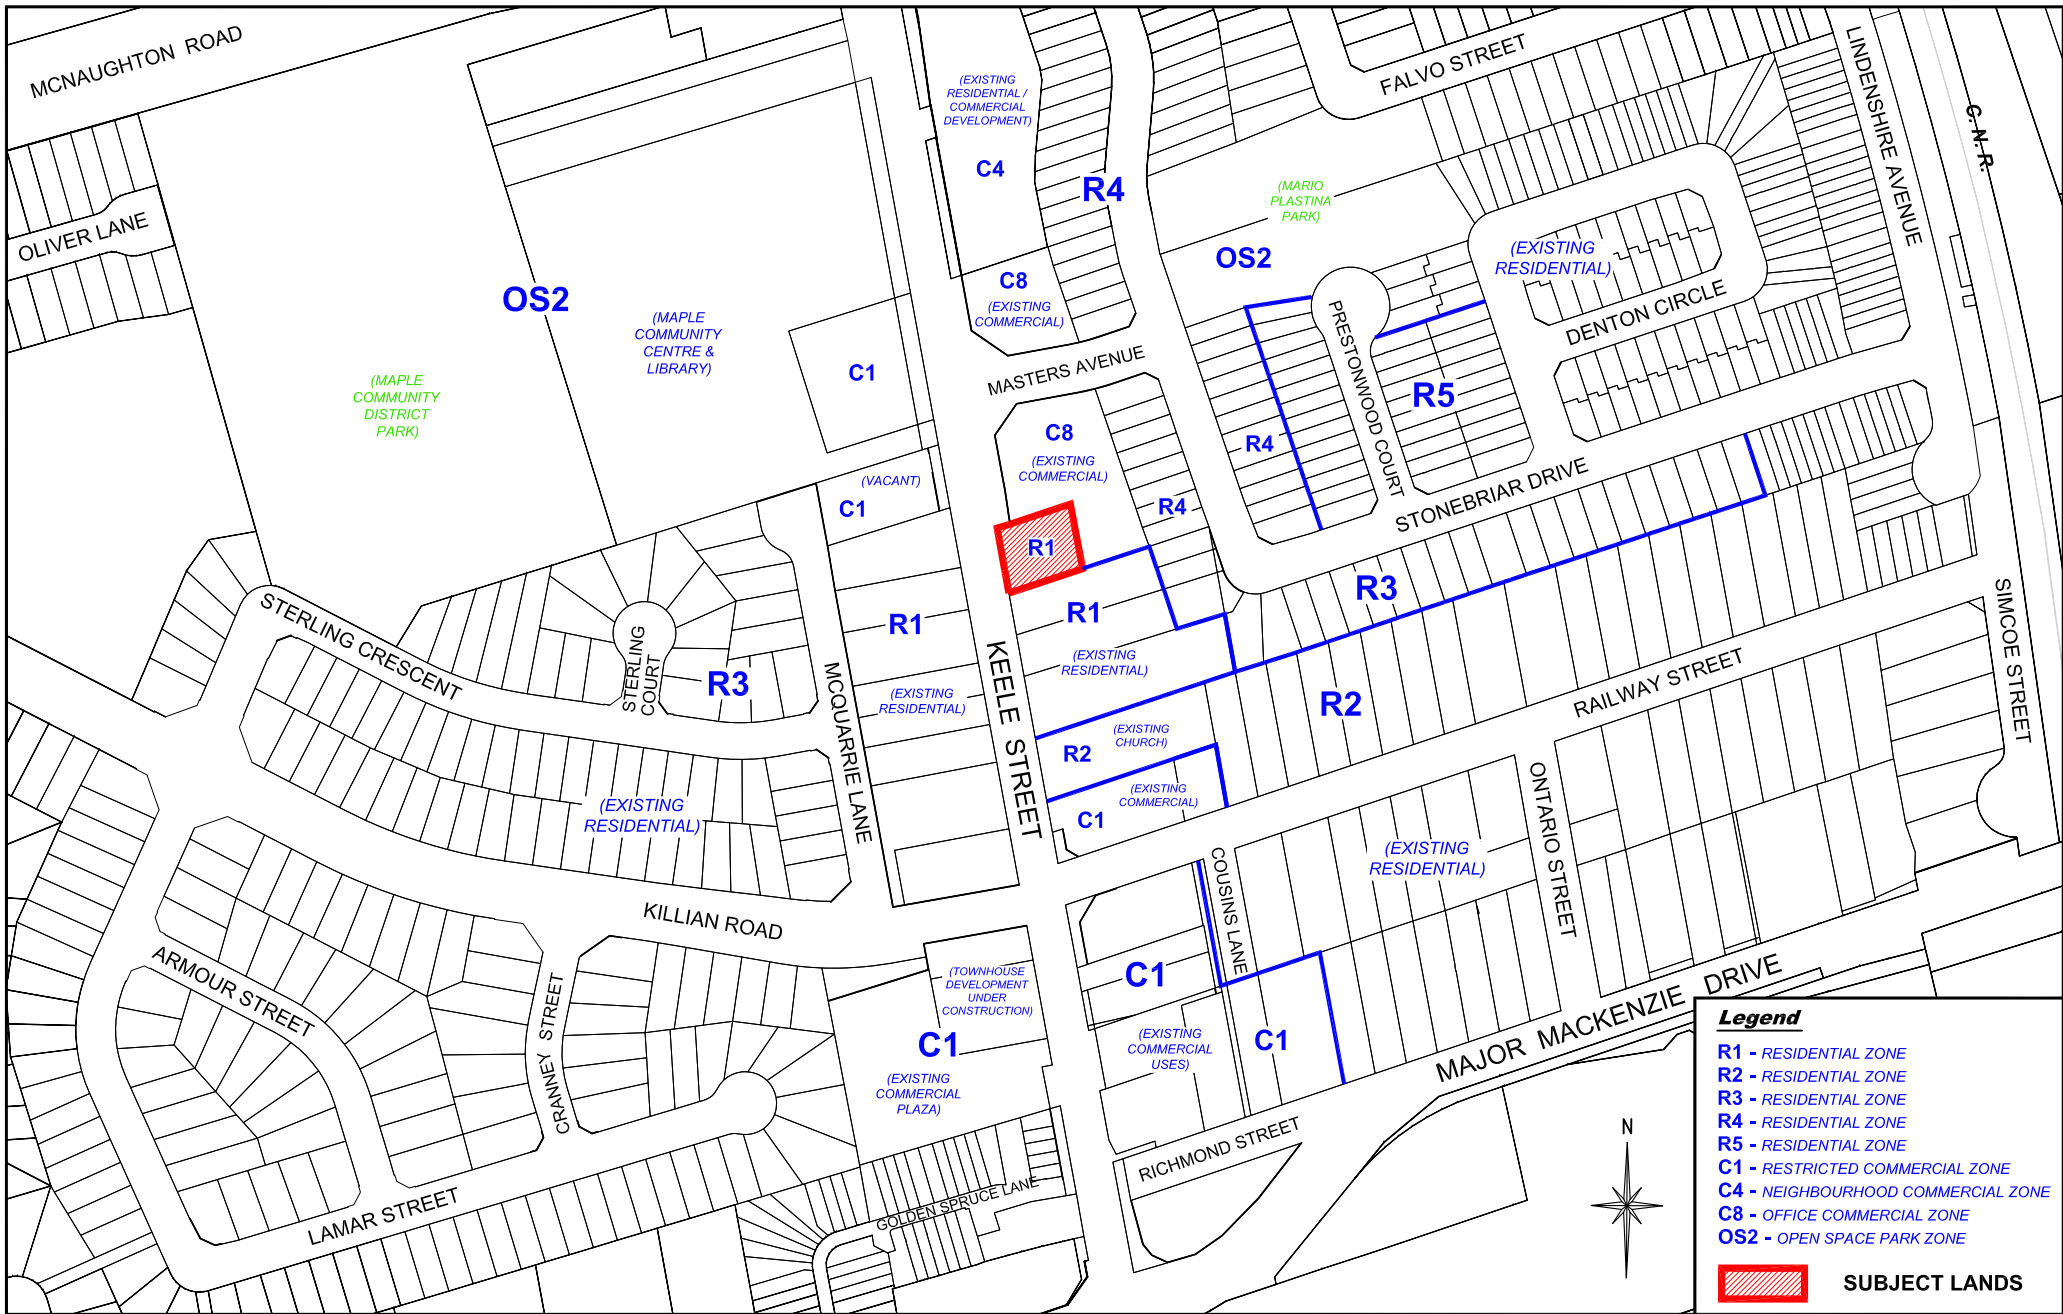 MCNAUGHTON ROAD
OLIVER LANE
OS2
(MAPLE
COMMUNITY
DISTRICT
PARK)
(MAPLE
COMMUNITY
CENTRE &
LIBRARY)
C1
(VACANT)
C1
(EXISTING
RESIDENTIAL /
COMMERCIAL
DEVELOPMENT)
C4
R4
C8
(EXISTING
COMMERCIAL)
MASTERS AVENUE
C8
(EXISTING
COMMERCIAL)
R4
R1
FALVO STREET
LINDENSHIRE AVENUE
C. N. R.
(MARIO
PLASTINA
PARK)
OS2
(EXISTING
RESIDENTIAL)
DENTON CIRCLE
PRESTONWOOD COURT
R5
R4
STONEBRIAR DRIVE
R3
R1
(EXISTING
RESIDENTIAL)
R1
(EXISTING
RESIDENTIAL)
KEELE STREET
MCQUARRIE LANE
STERLING CRESCENT
STERLING
COURT
R3
(EXISTING
RESIDENTIAL)
R2
(EXISTING
CHURCH)
R2
RAILWAY STREET
SIMCOE STREET
C1
(EXISTING
COMMERCIAL)
ONTARIO STREET
(EXISTING
RESIDENTIAL)
COUSINS LANE
KILLIAN ROAD
ARMOUR STREET
CRANNEY STREET
LAMAR STREET
(TOWNHOUSE
DEVELOPMENT
UNDER
CONSTRUCTION)
C1
(EXISTING
COMMERCIAL
PLAZA)
C1
(EXISTING
COMMERCIAL
USES)
C1
MAJOR MACKENZIE DRIVE
RICHMOND STREET
GOLDEN SPRUCE LANE
N
Legend
R1 - RESIDENTIAL ZONE
R2 - RESIDENTIAL ZONE
R3 - RESIDENTIAL ZONE
R4 - RESIDENTIAL ZONE
R5 - RESIDENTIAL ZONE
C1 - RESTRICTED COMMERCIAL ZONE
C4 - NEIGHBOURHOOD COMMERCIAL ZONE
C8 - OFFICE COMMERCIAL ZONE
OS2 - OPEN SPACE PARK ZONE
SUBJECT LANDS